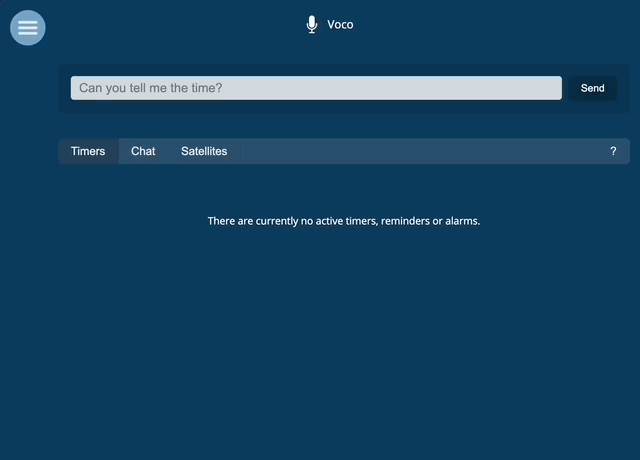 Voco
Can you tell me the time?
Send
Timers
Chat
Satellites
?
There are currently no active timers, reminders or alarms.